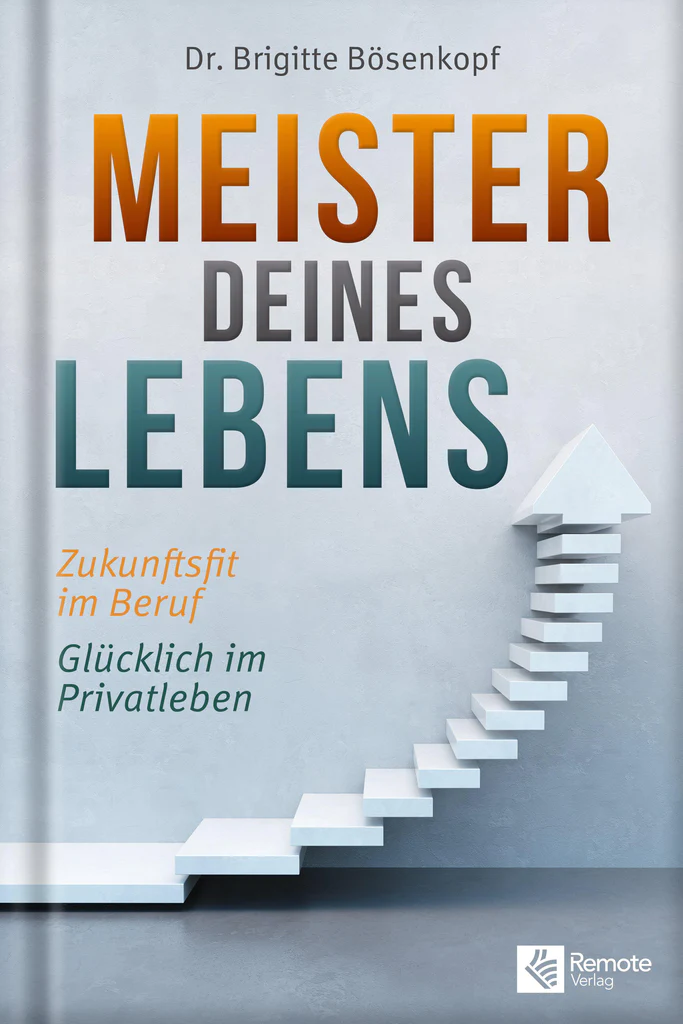 Dr. Brigitte Bösenkopf
MEISTER
DEINES
LEBENS
Zukunftsfit
im Beruf
Glücklich im
Privatleben
Remote
Verlag